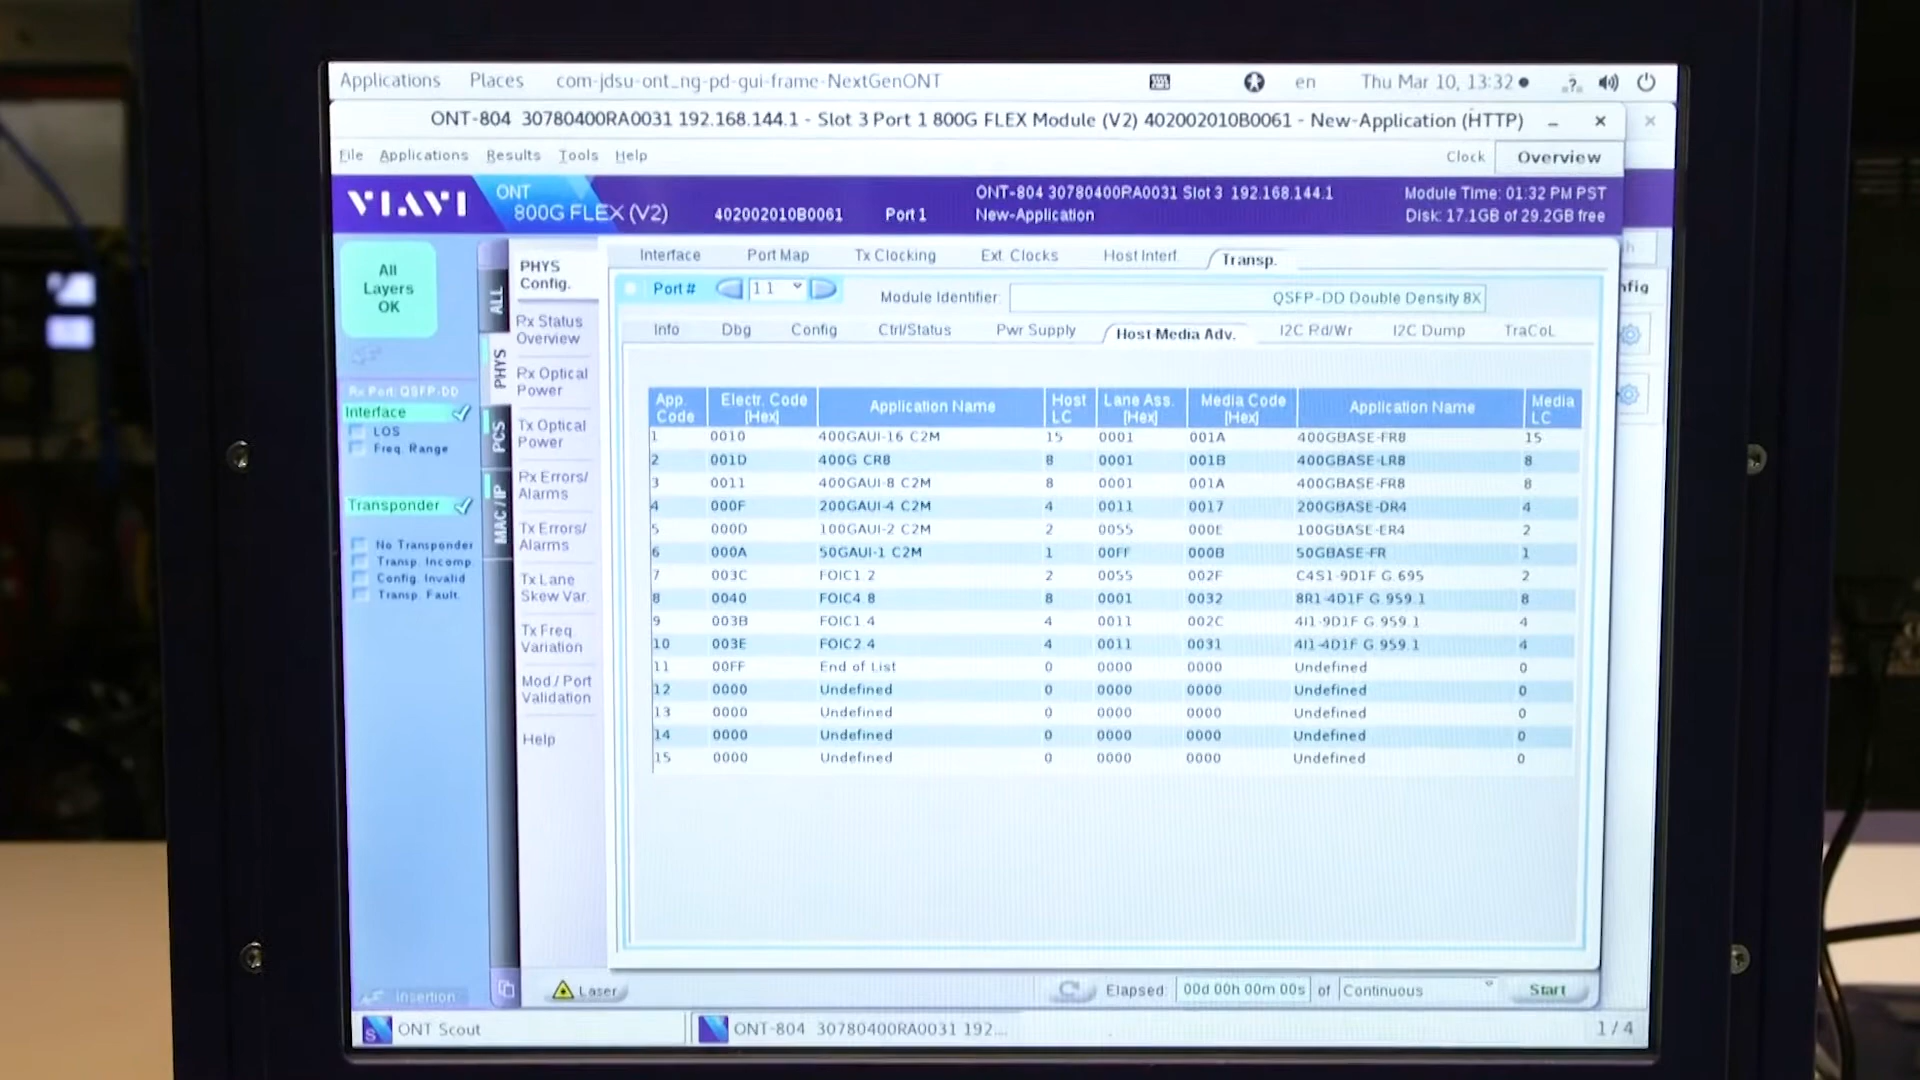 Applications Places com-jdsu-ont_ng-pd-gui-frame-NextGenONT en Thu Mar 10, 13:32
ONT-804 30780400RA0031 192.168.144.1 - Slot 3 Port 1 800G FLEX Module (V2) 402002010B0061 - New-Application (HTTP)
File Applications Results Tools Help Clock Overview
VIAVI
ONT
800G FLEX (V2) 402002010B0061 Port 1
ONT-804 30780400RA0031 Slot 3 192.168.144.1
New-Application
Module Time: 01:32 PM PST
Disk: 17.1GB of 29.2GB free
All
Layers
OK
Rx Port: QSFP-DD
Interface
LOS
Freq. Range
Transponder
No Transponder
Transp. Incomp.
Config. Invalid
Transp. Fault.
Insertion
ALL
PHYS
PCS
MAC / IP
PHYS
Config.
Rx Status
Overview
Rx Optical
Power
Tx Optical
Power
Rx Errors/
Alarms
Tx Errors/
Alarms
Tx Lane
Skew Var.
Tx Freq
Variation
Mod / Port
Validation
Help
Interface Port Map Tx Clocking Ext. Clocks Host Interf. Transp.
Port # 1.1 Module Identifier: QSFP-DD Double Density 8X
Info Dbg Config Ctrl/Status Pwr Supply Host Media Adv. I2C Rd/Wr I2C Dump TraCoL
App. Code Electr. Code [Hex] Application Name Host LC Lane Ass. [Hex] Media Code [Hex] Application Name Media LC
1 0010 400GAUI-16 C2M 15 0001 001A 400GBASE-FR8 15
2 001D 400G CR8 8 0001 001B 400GBASE-LR8 8
3 0011 400GAUI-8 C2M 8 0001 001A 400GBASE-FR8 8
4 000F 200GAUI-4 C2M 4 0011 0017 200GBASE-DR4 4
5 000D 100GAUI-2 C2M 2 0055 000E 100GBASE-ER4 2
6 000A 50GAUI-1 C2M 1 00FF 000B 50GBASE-FR 1
7 003C FOIC1.2 2 0055 002F C4S1-9D1F G.695 2
8 0040 FOIC4.8 8 0001 0032 8R1-4D1F G.959.1 8
9 003B FOIC1.4 4 0011 002C 4I1-9D1F G.959.1 4
10 003E FOIC2.4 4 0011 0031 4I1-4D1F G.959.1 4
11 00FF End of List 0 0000 0000 Undefined 0
12 0000 Undefined 0 0000 0000 Undefined 0
13 0000 Undefined 0 0000 0000 Undefined 0
14 0000 Undefined 0 0000 0000 Undefined 0
15 0000 Undefined 0 0000 0000 Undefined 0
Laser Elapsed: 00d 00h 00m 00s of Continuous Start
ONT Scout ONT-804 30780400RA0031 192... 1 / 4